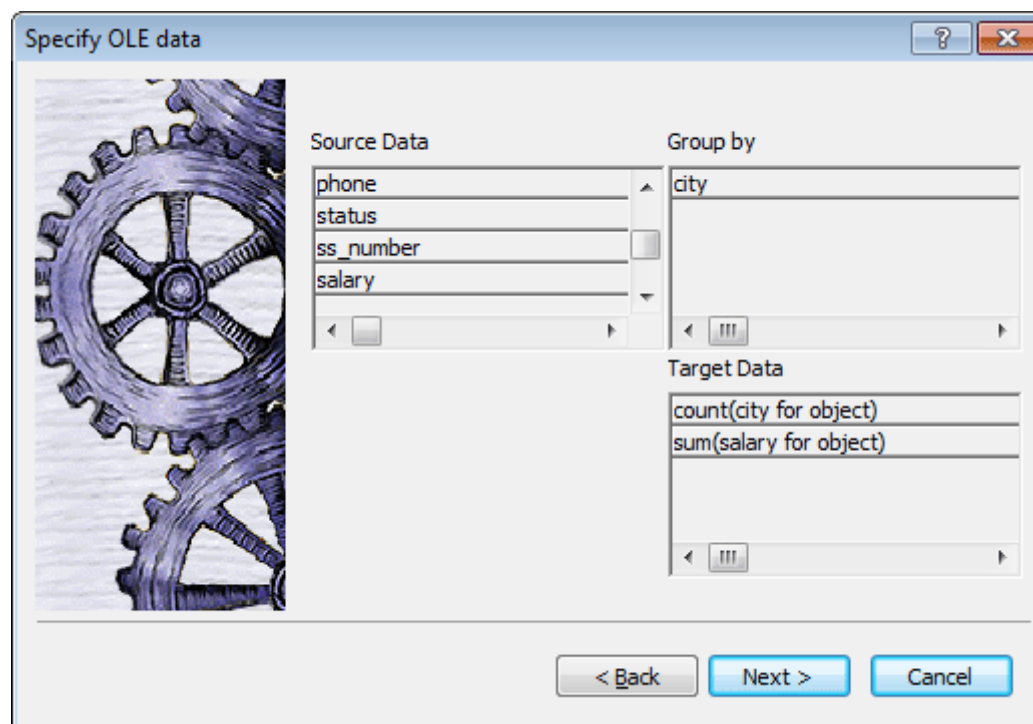 Specify OLE data
Source Data
phone
status
ss_number
salary
Group by
city
Target Data
count(city for object)
sum(salary for object)
< Back
Next >
Cancel